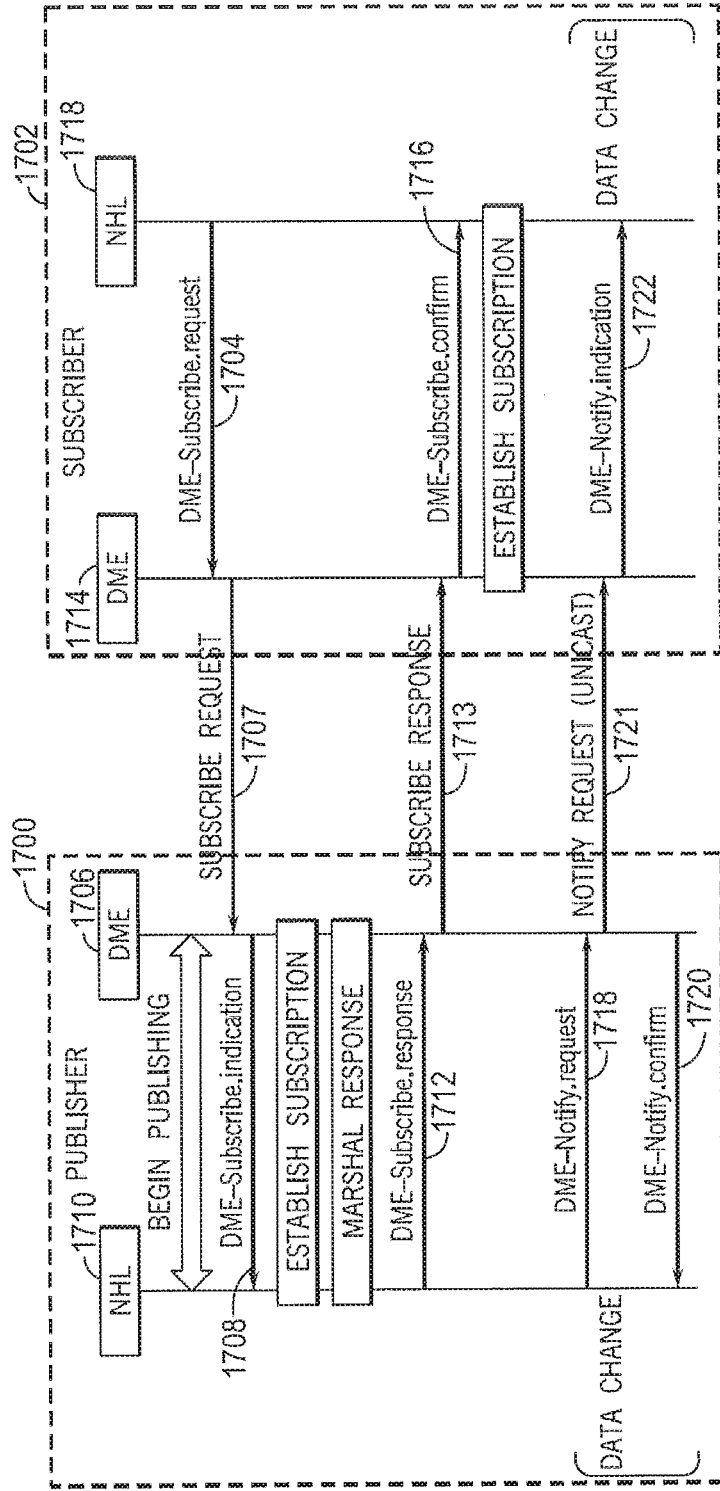 1700
1702
1710
PUBLISHER
1706
NHL
DME
1714
SUBSCRIBER
1718
DME
NHL
BEGIN PUBLISHING
DME–Subscribe.request
1704
SUBSCRIBE REQUEST
1707
DME–Subscribe.indication
1708
ESTABLISH SUBSCRIPTION
MARSHAL RESPONSE
DME–Subscribe.response
1712
SUBSCRIBE RESPONSE
1713
DME–Subscribe.confirm
1716
ESTABLISH SUBSCRIPTION
DATA CHANGE
DME–Notify.request
1718
NOTIFY REQUEST (UNICAST)
1721
DME–Notify.indication
1722
DATA CHANGE
DME–Notify.confirm
1720